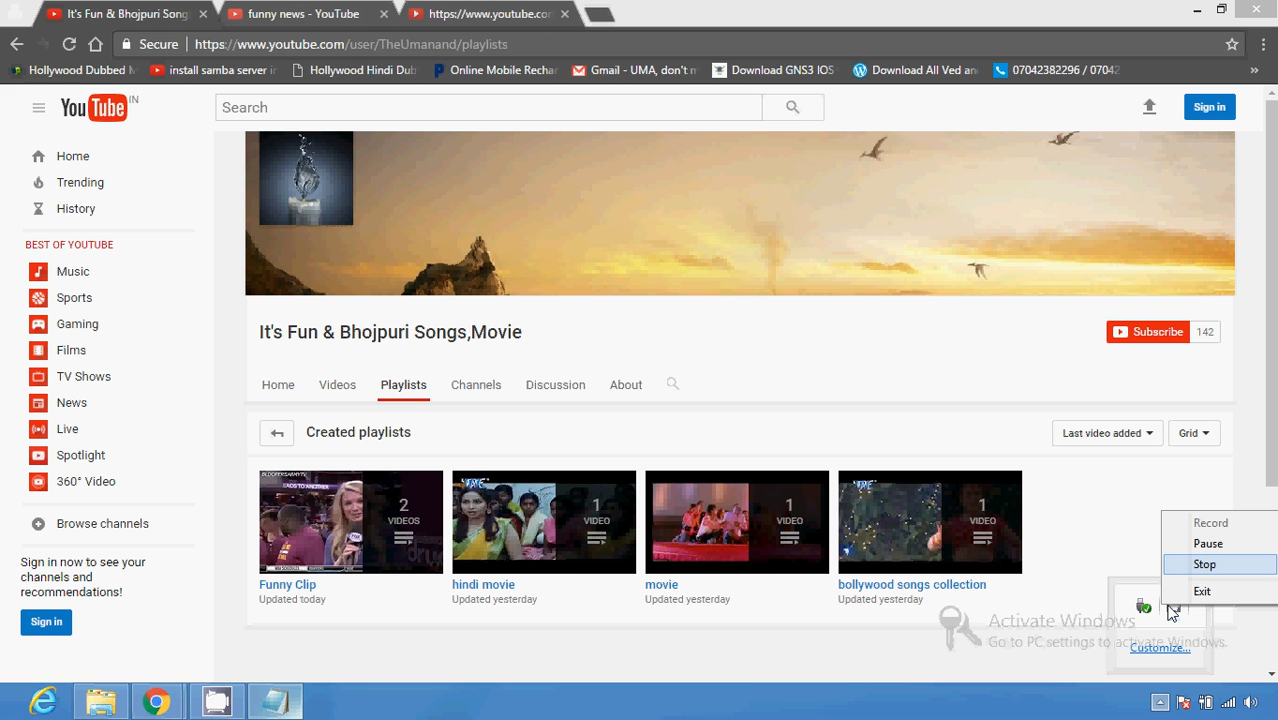 It's Fun & Bhojpuri Song
funny news - YouTube
https://www.youtube.co
Secure
https://www.youtube.com/user/TheUmanand/playlists
Hollywood Dubbed
install samba server i
Hollywood Hindi Dub
Online Mobile Rechar
Gmail - UMA, don't m
Download GNS3 IOS
Download All Ved an
07042382296 / 07042
»
YouTube IN
Search
Sign in
Home
Trending
History
BEST OF YOUTUBE
Music
Sports
Gaming
Films
TV Shows
News
Live
Spotlight
360° Video
Browse channels
Sign in now to see your
channels and
recommendations!
Sign in
It's Fun & Bhojpuri Songs,Movie
Subscribe 142
Home Videos Playlists Channels Discussion About
Created playlists
Last video added
Grid
2
VIDEOS
1
VIDEO
1
VIDEO
1
VIDEO
Funny Clip
Updated today
hindi movie
Updated yesterday
movie
Updated yesterday
bollywood songs collection
Updated yesterday
Record
Pause
Stop
Exit
Customize...
Activate Windows
Go to PC settings to activate Windows.